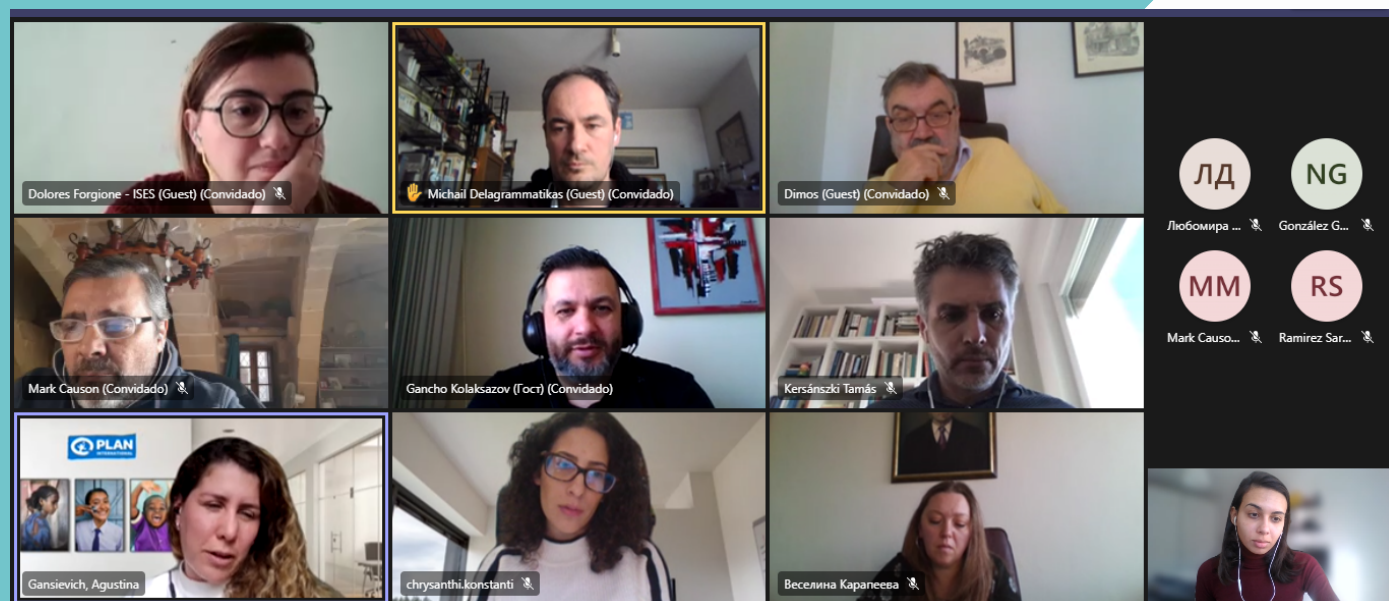 Dolores Forgione - ISES (Guest) (Convidado)
Michail Delagrammatikas (Guest) (Convidado)
Dimos (Guest) (Convidado)
ЛД
NG
Любомира ...
González G...
Mark Causon (Convidado)
Gancho Kolaksazov (Гост) (Convidado)
Kersánszki Tamás
MM
RS
Mark Causo...
Ramirez Sar...
PLAN
INTERNATIONAL
Gansievich, Agustina
chrysanthi.konstanti
Веселина Карапеева